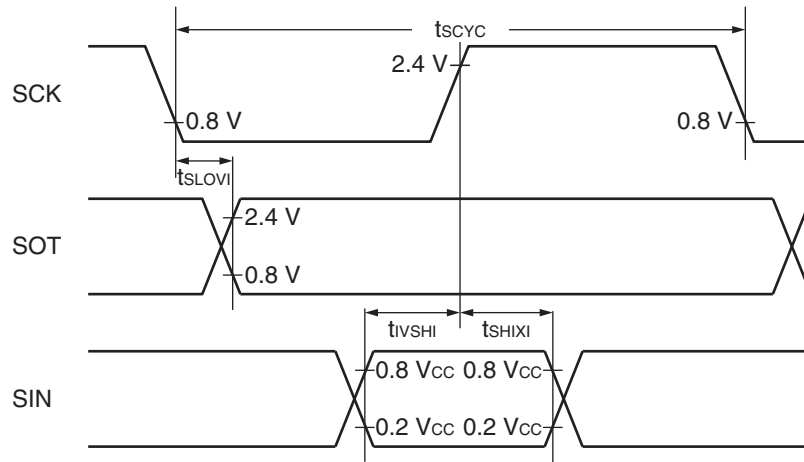 tSCYC
SCK
2.4 V
0.8 V
0.8 V
tSLOVI
SOT
2.4 V
0.8 V
tIVSHI
tSHIXI
SIN
0.8 VCC
0.8 VCC
0.2 VCC
0.2 VCC